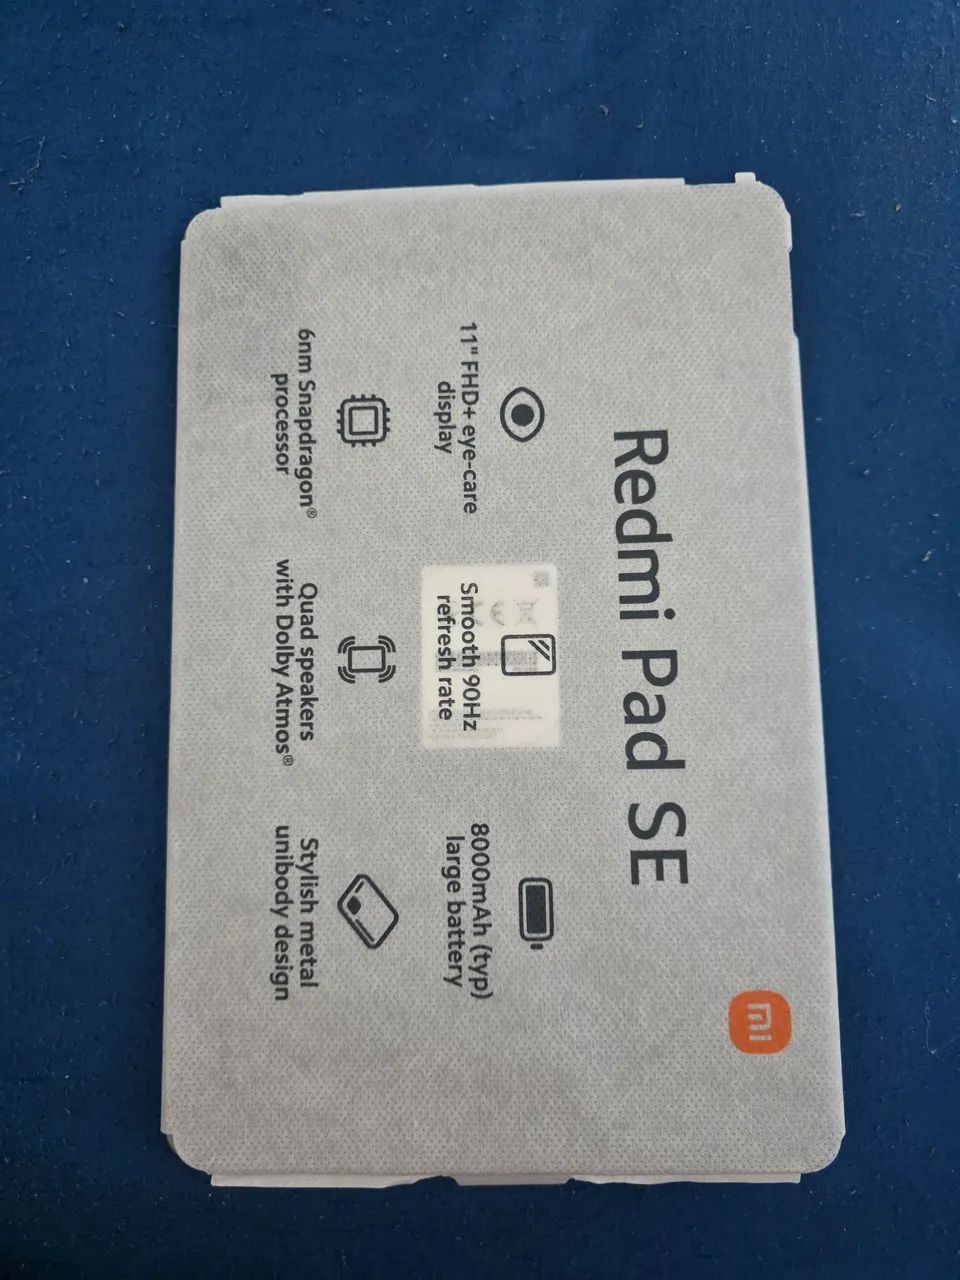 mi
Redmi Pad SE
11" FHD+ eye-care
display
Smooth 90Hz
refresh rate
8000mAh (typ)
large battery
6nm Snapdragon®
processor
Quad speakers
with Dolby Atmos®
Stylish metal
unibody design